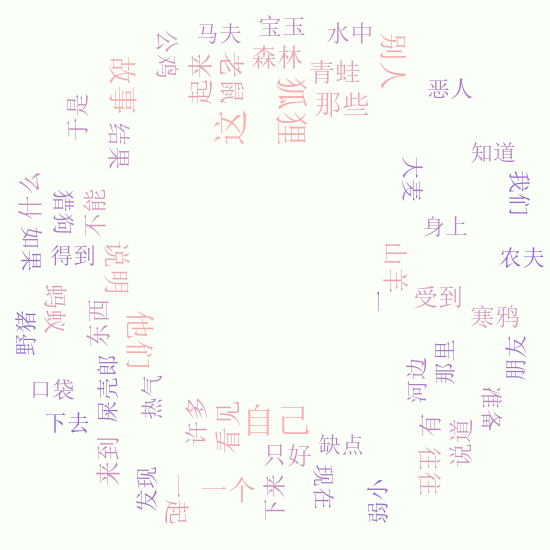 宝玉
马夫
水中
公鸡
别人
森林
老鼠
起来
故事
青蛙
狐狸
那些
恶人
于是
这
结果
知道
大麦
我们
什么
猎狗
不能
身上
如果
得到
说明
山羊
农夫
蚂蚁
东西
一
受到
寒鸦
野猪
他们
朋友
那里
河边
屎壳郎
口袋
热气
准备
下去
许多
看见
自己
有
说道
缺点
来到
只好
往往
发现
一起
一个
下来
现在
弱小